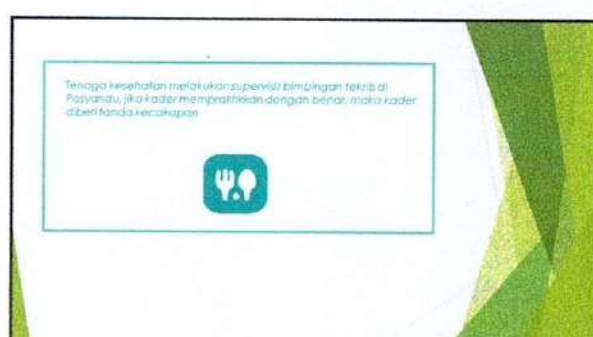 Tenaga kesehatan melakukan supervisi/ bimbingan teknis di
Posyandu, jika kader mempraktikkan dengan benar, maka kader
diberi tanda kecakapan